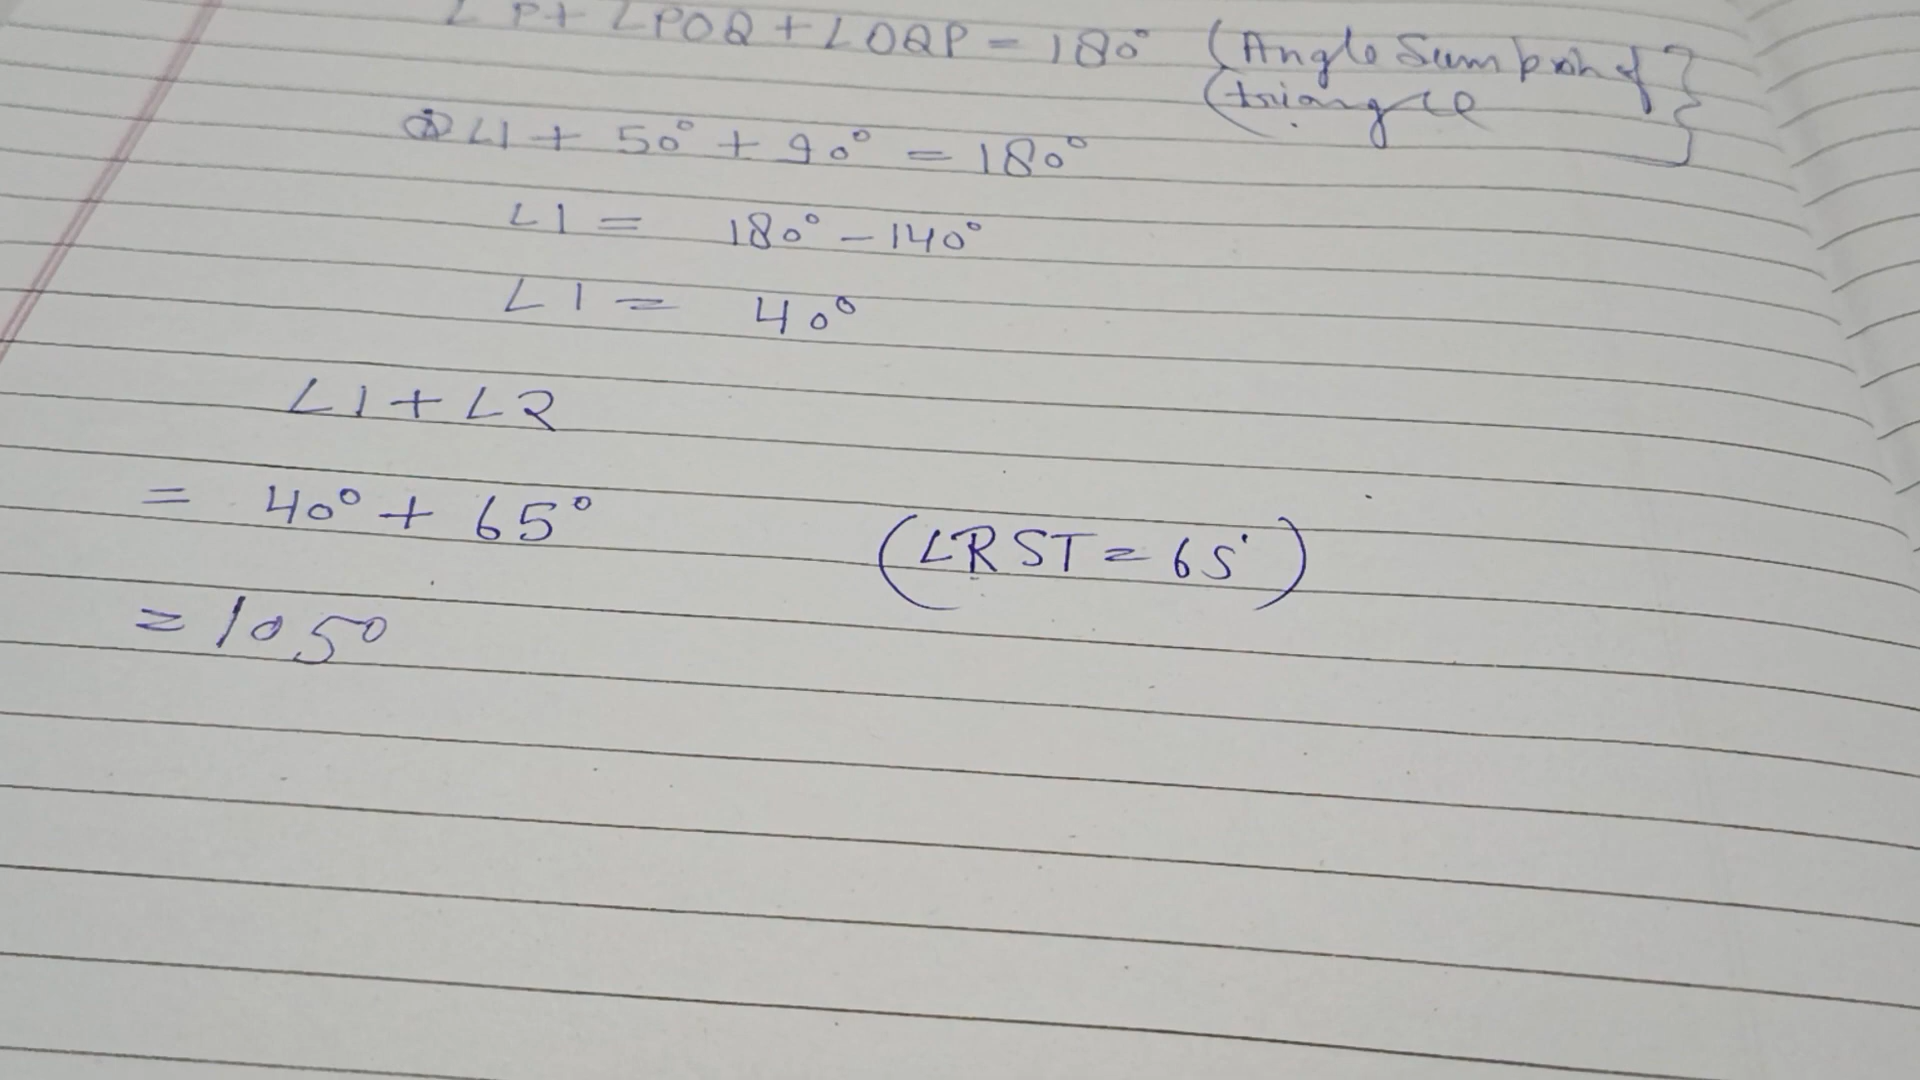 ∠P + ∠POQ + ∠OQP = 180° (Angle Sum of
(triangle
∠1 + 50° + 90° = 180°
∠1 = 180° - 140°
∠1 = 40°
∠1 + ∠2
= 40° + 65° (∠RST = 65°)
= 105°